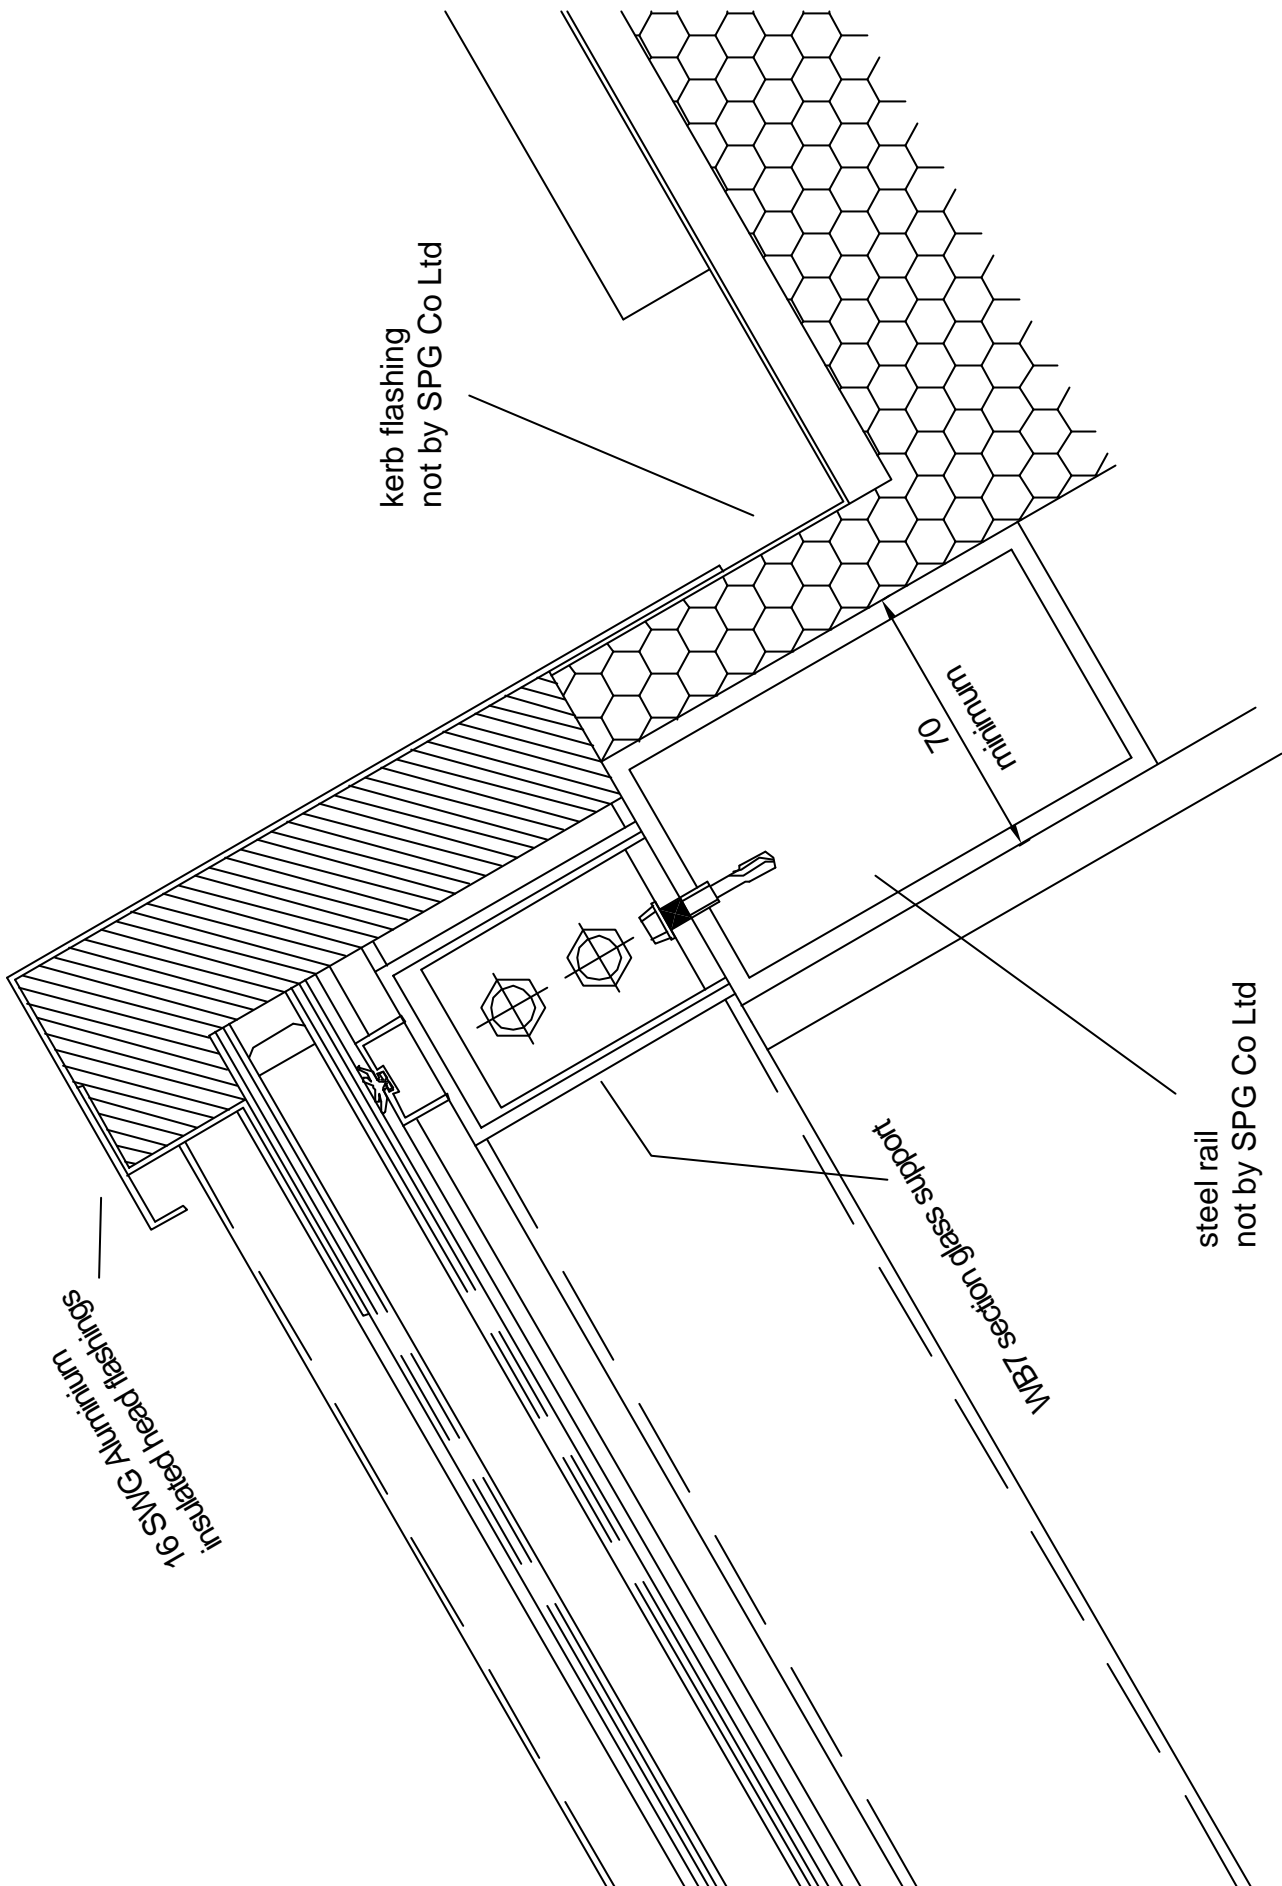 kerb flashing
not by SPG Co Ltd
70
minimum
steel rail
not by SPG Co Ltd
WB7 section glass support
16 SWG Aluminium
insulated head flashings